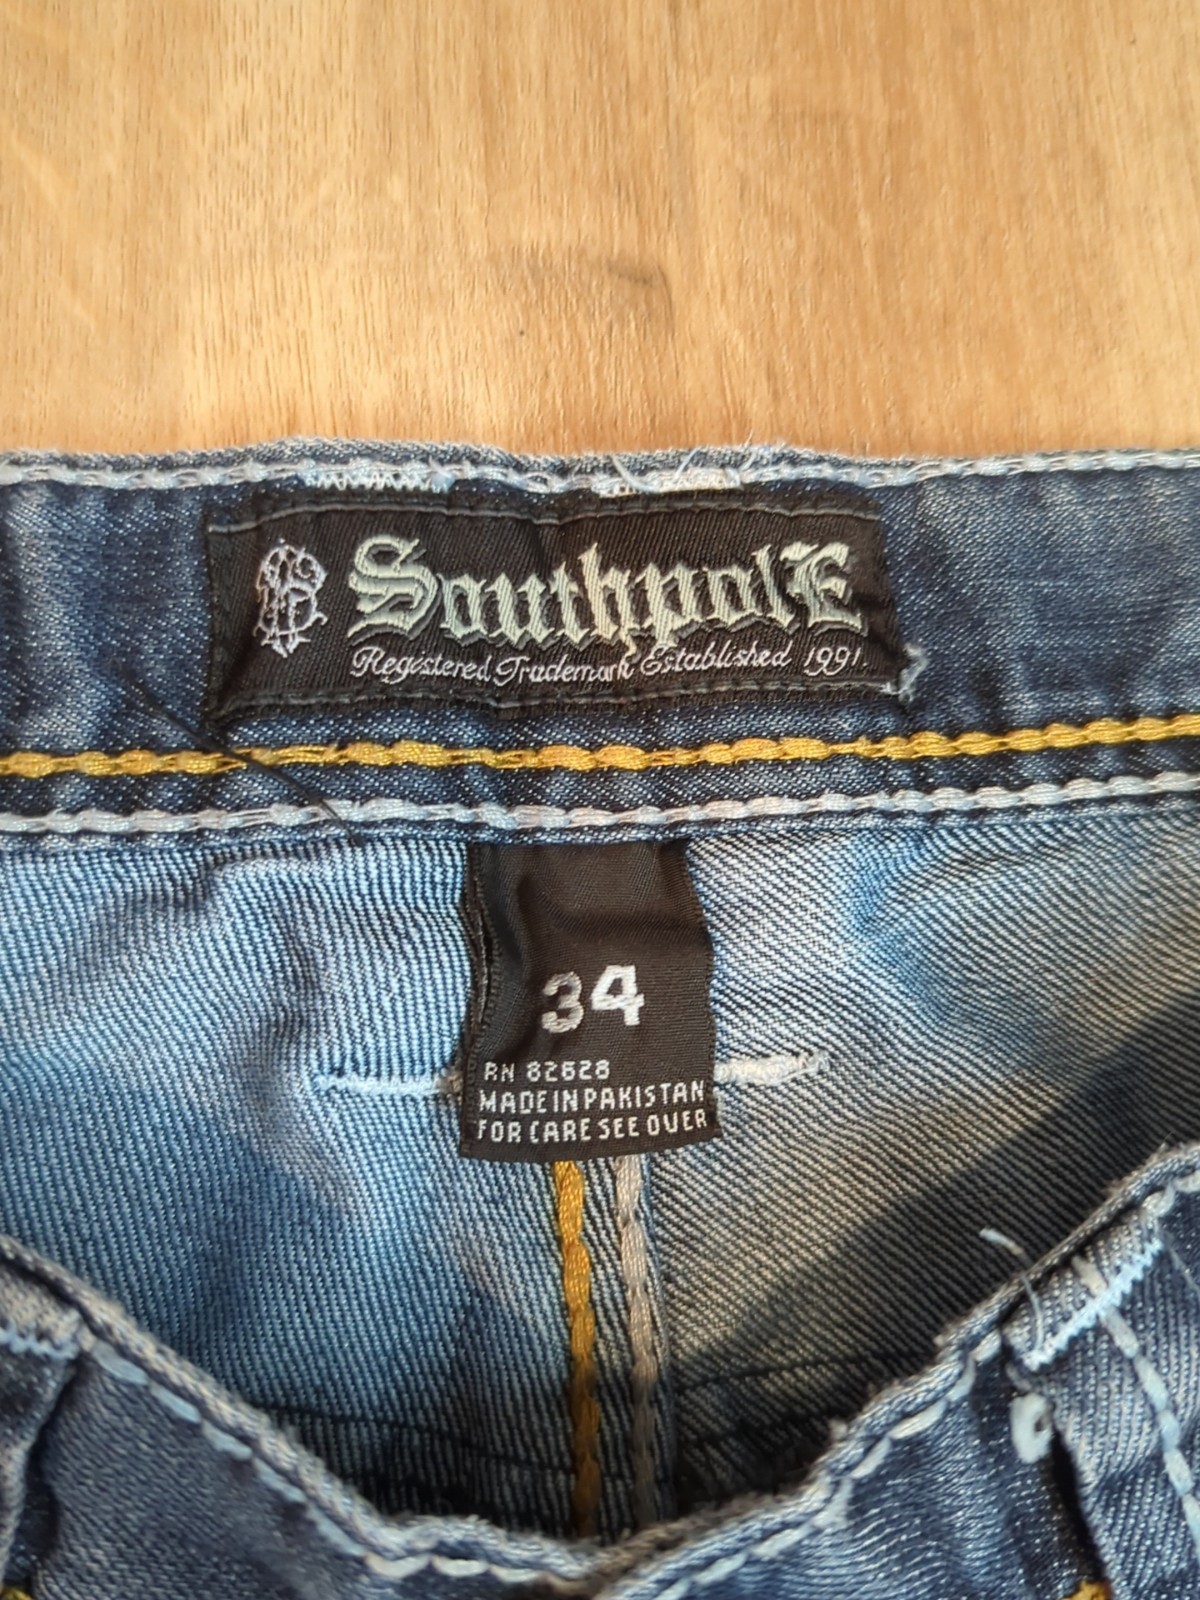 SouthpolE
Registered Trademark Established 1991.
34
RN 82628
MADE IN PAKISTAN
FOR CARE SEE OVER